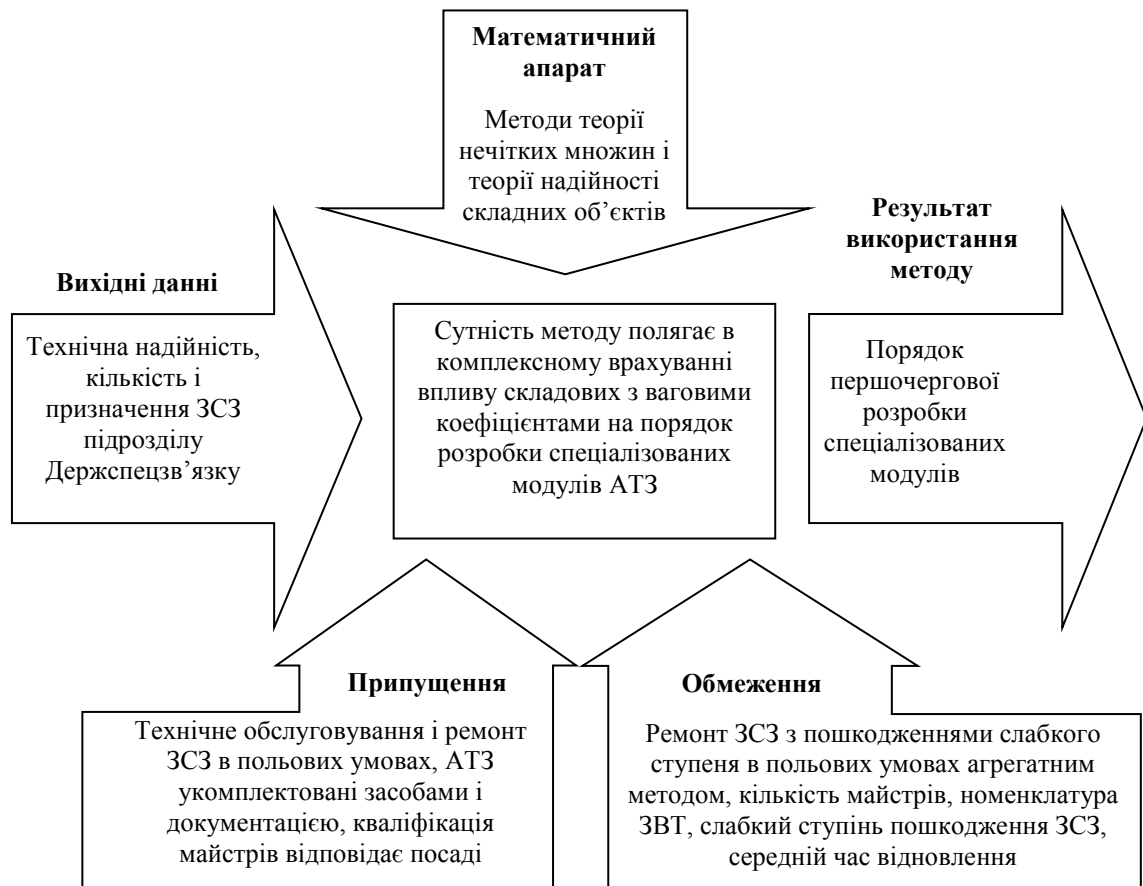 Математичний
апарат
Методи теорії
нечітких множин і
теорії надійності
складних об’єктів
Вихідні данні
Технічна надійність,
кількість і
призначення ЗСЗ
підрозділу
Держспецзв’язку
Сутність методу полягає в
комплексному врахуванні
впливу складових з ваговими
коефіцієнтами на порядок
розробки спеціалізованих
модулів АТЗ
Результат
використання
методу
Порядок
першочергової
розробки
спеціалізованих
модулів
Припущення
Технічне обслуговування і ремонт
ЗСЗ в польових умовах, АТЗ
укомплектовані засобами і
документацією, кваліфікація
майстрів відповідає посаді
Обмеження
Ремонт ЗСЗ з пошкодженнями слабкого
ступеня в польових умовах агрегатним
методом, кількість майстрів, номенклатура
ЗВТ, слабкий ступінь пошкодження ЗСЗ,
середній час відновлення